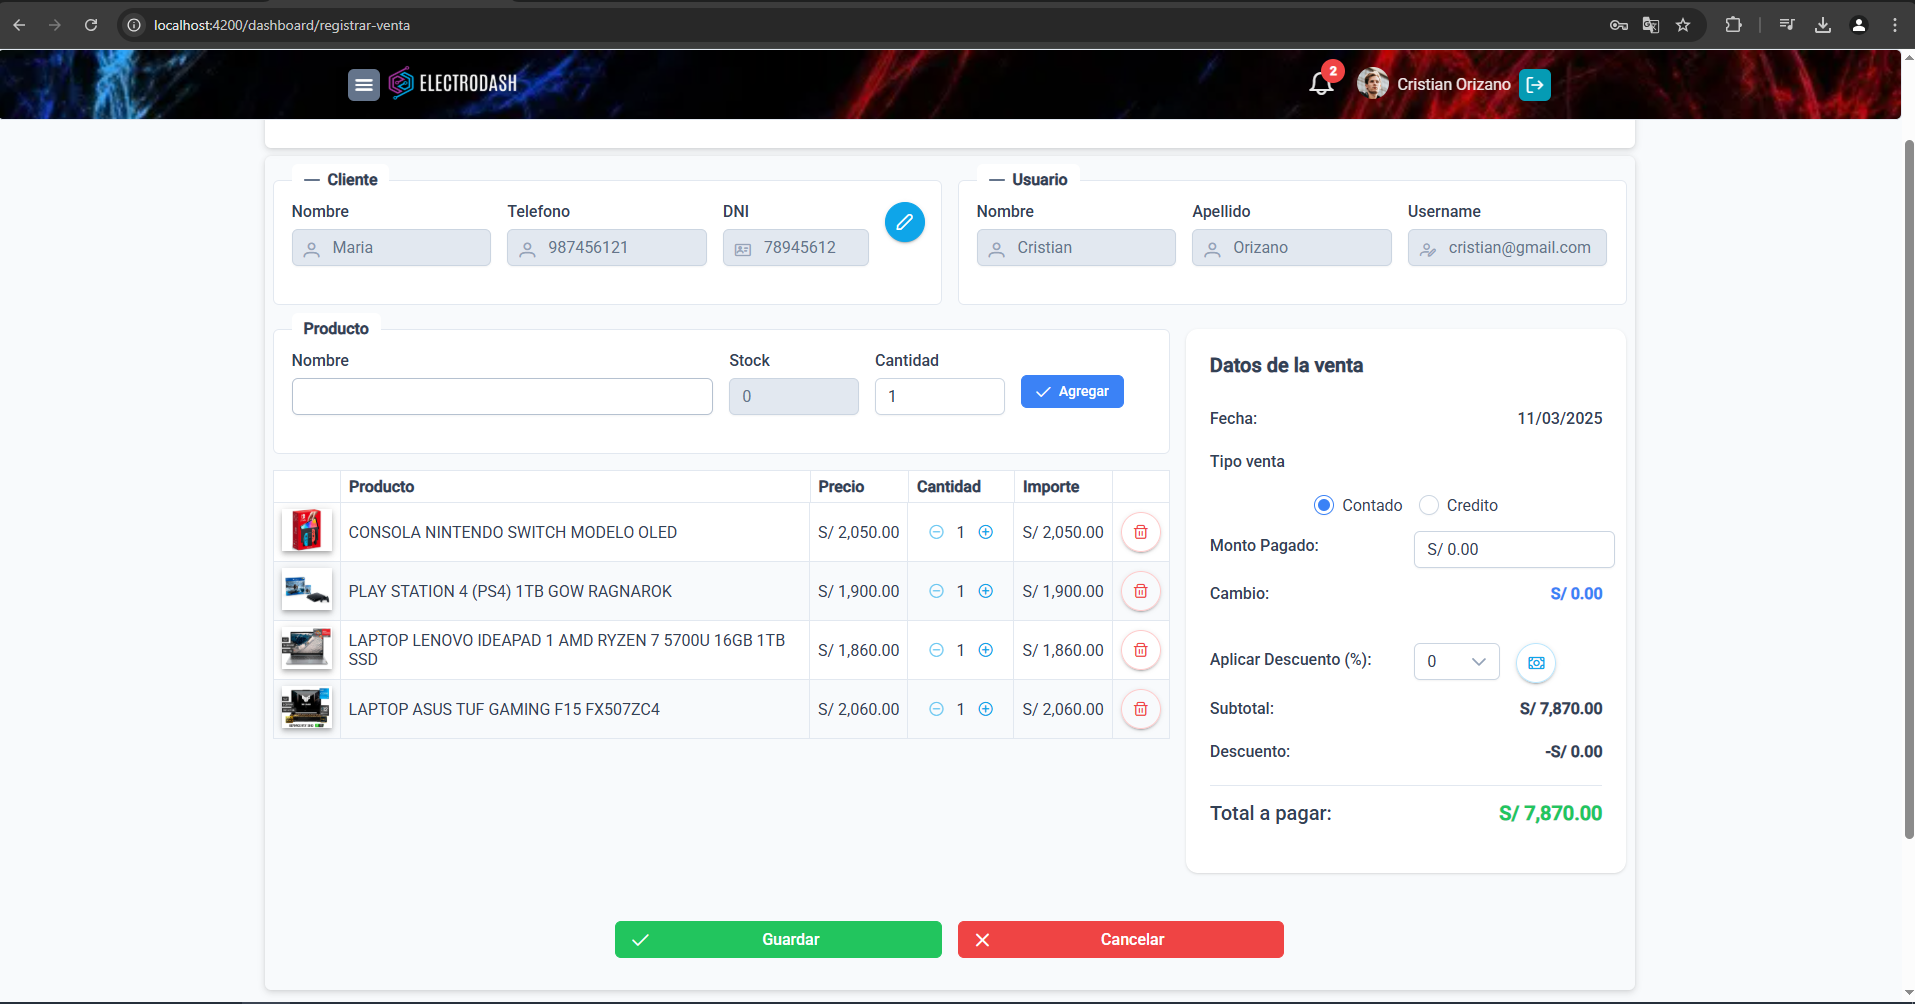 localhost:4200/dashboard/registrar-venta
ELECTRODASH
2
Cristian Orizano
Cliente
Usuario
Nombre
Telefono
DNI
Nombre
Apellido
Username
Maria
987456121
78945612
Cristian
Orizano
cristian@gmail.com
Producto
Nombre
Stock
Cantidad
0
1
Agregar
Producto
Precio
Cantidad
Importe
CONSOLA NINTENDO SWITCH MODELO OLED
S/ 2,050.00
1
S/ 2,050.00
PLAY STATION 4 (PS4) 1TB GOW RAGNAROK
S/ 1,900.00
1
S/ 1,900.00
LAPTOP LENOVO IDEAPAD 1 AMD RYZEN 7 5700U 16GB 1TB
SSD
S/ 1,860.00
1
S/ 1,860.00
LAPTOP ASUS TUF GAMING F15 FX507ZC4
S/ 2,060.00
1
S/ 2,060.00
Datos de la venta
Fecha:
11/03/2025
Tipo venta
Contado
Credito
Monto Pagado:
S/ 0.00
Cambio:
S/ 0.00
Aplicar Descuento (%):
0
Subtotal:
S/ 7,870.00
Descuento:
-S/ 0.00
Total a pagar:
S/ 7,870.00
Guardar
Cancelar